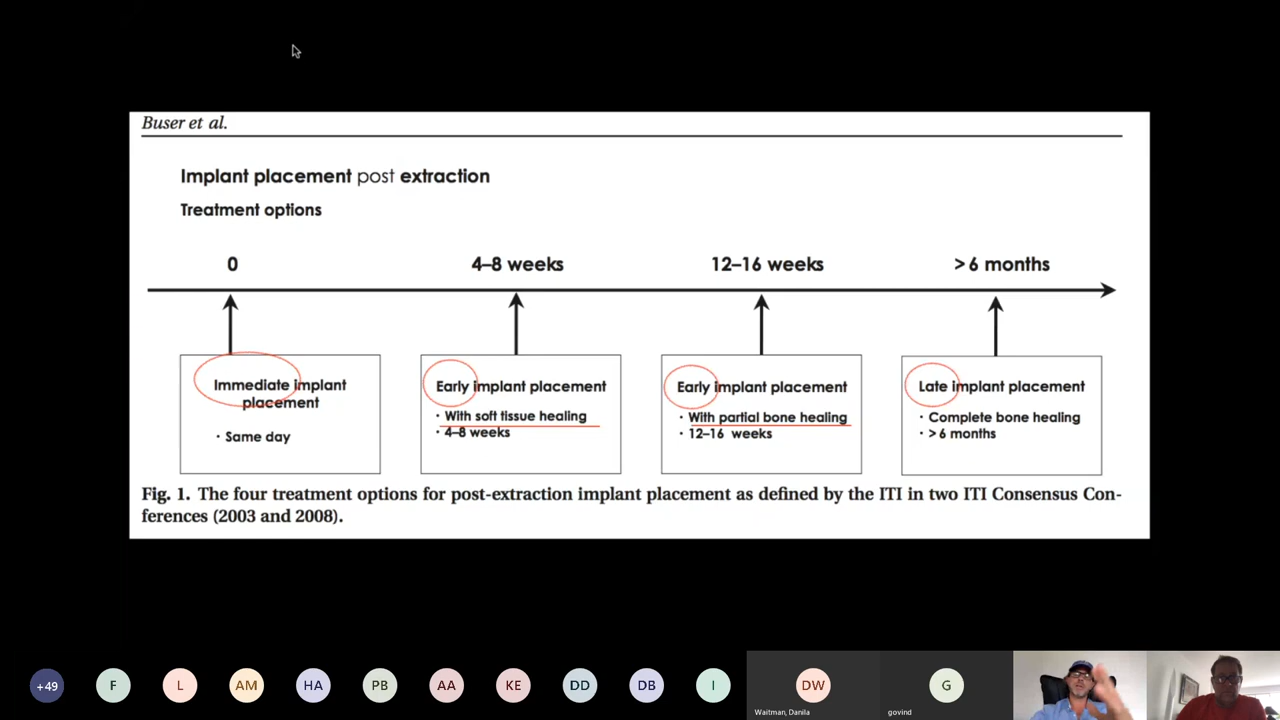 Buser et al.
Implant placement post extraction
Treatment options
0
4–8 weeks
12–16 weeks
> 6 months
Immediate implant
placement
· Same day
Early implant placement
· With soft tissue healing
· 4–8 weeks
Early implant placement
· With partial bone healing
· 12–16 weeks
Late implant placement
· Complete bone healing
· > 6 months
Fig. 1. The four treatment options for post-extraction implant placement as defined by the ITI in two ITI Consensus Con-
ferences (2003 and 2008).
+49
F
L
AM
HA
PB
AA
KE
DD
DB
I
DW
Waitman, Danila
G
govind